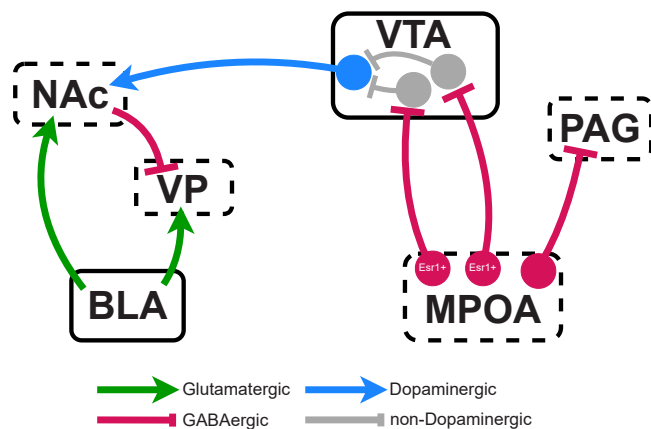 VTA
NAc
PAG
VP
Esr1+ Esr1+
BLA
MPOA
Glutamatergic Dopaminergic
GABAergic non-Dopaminergic